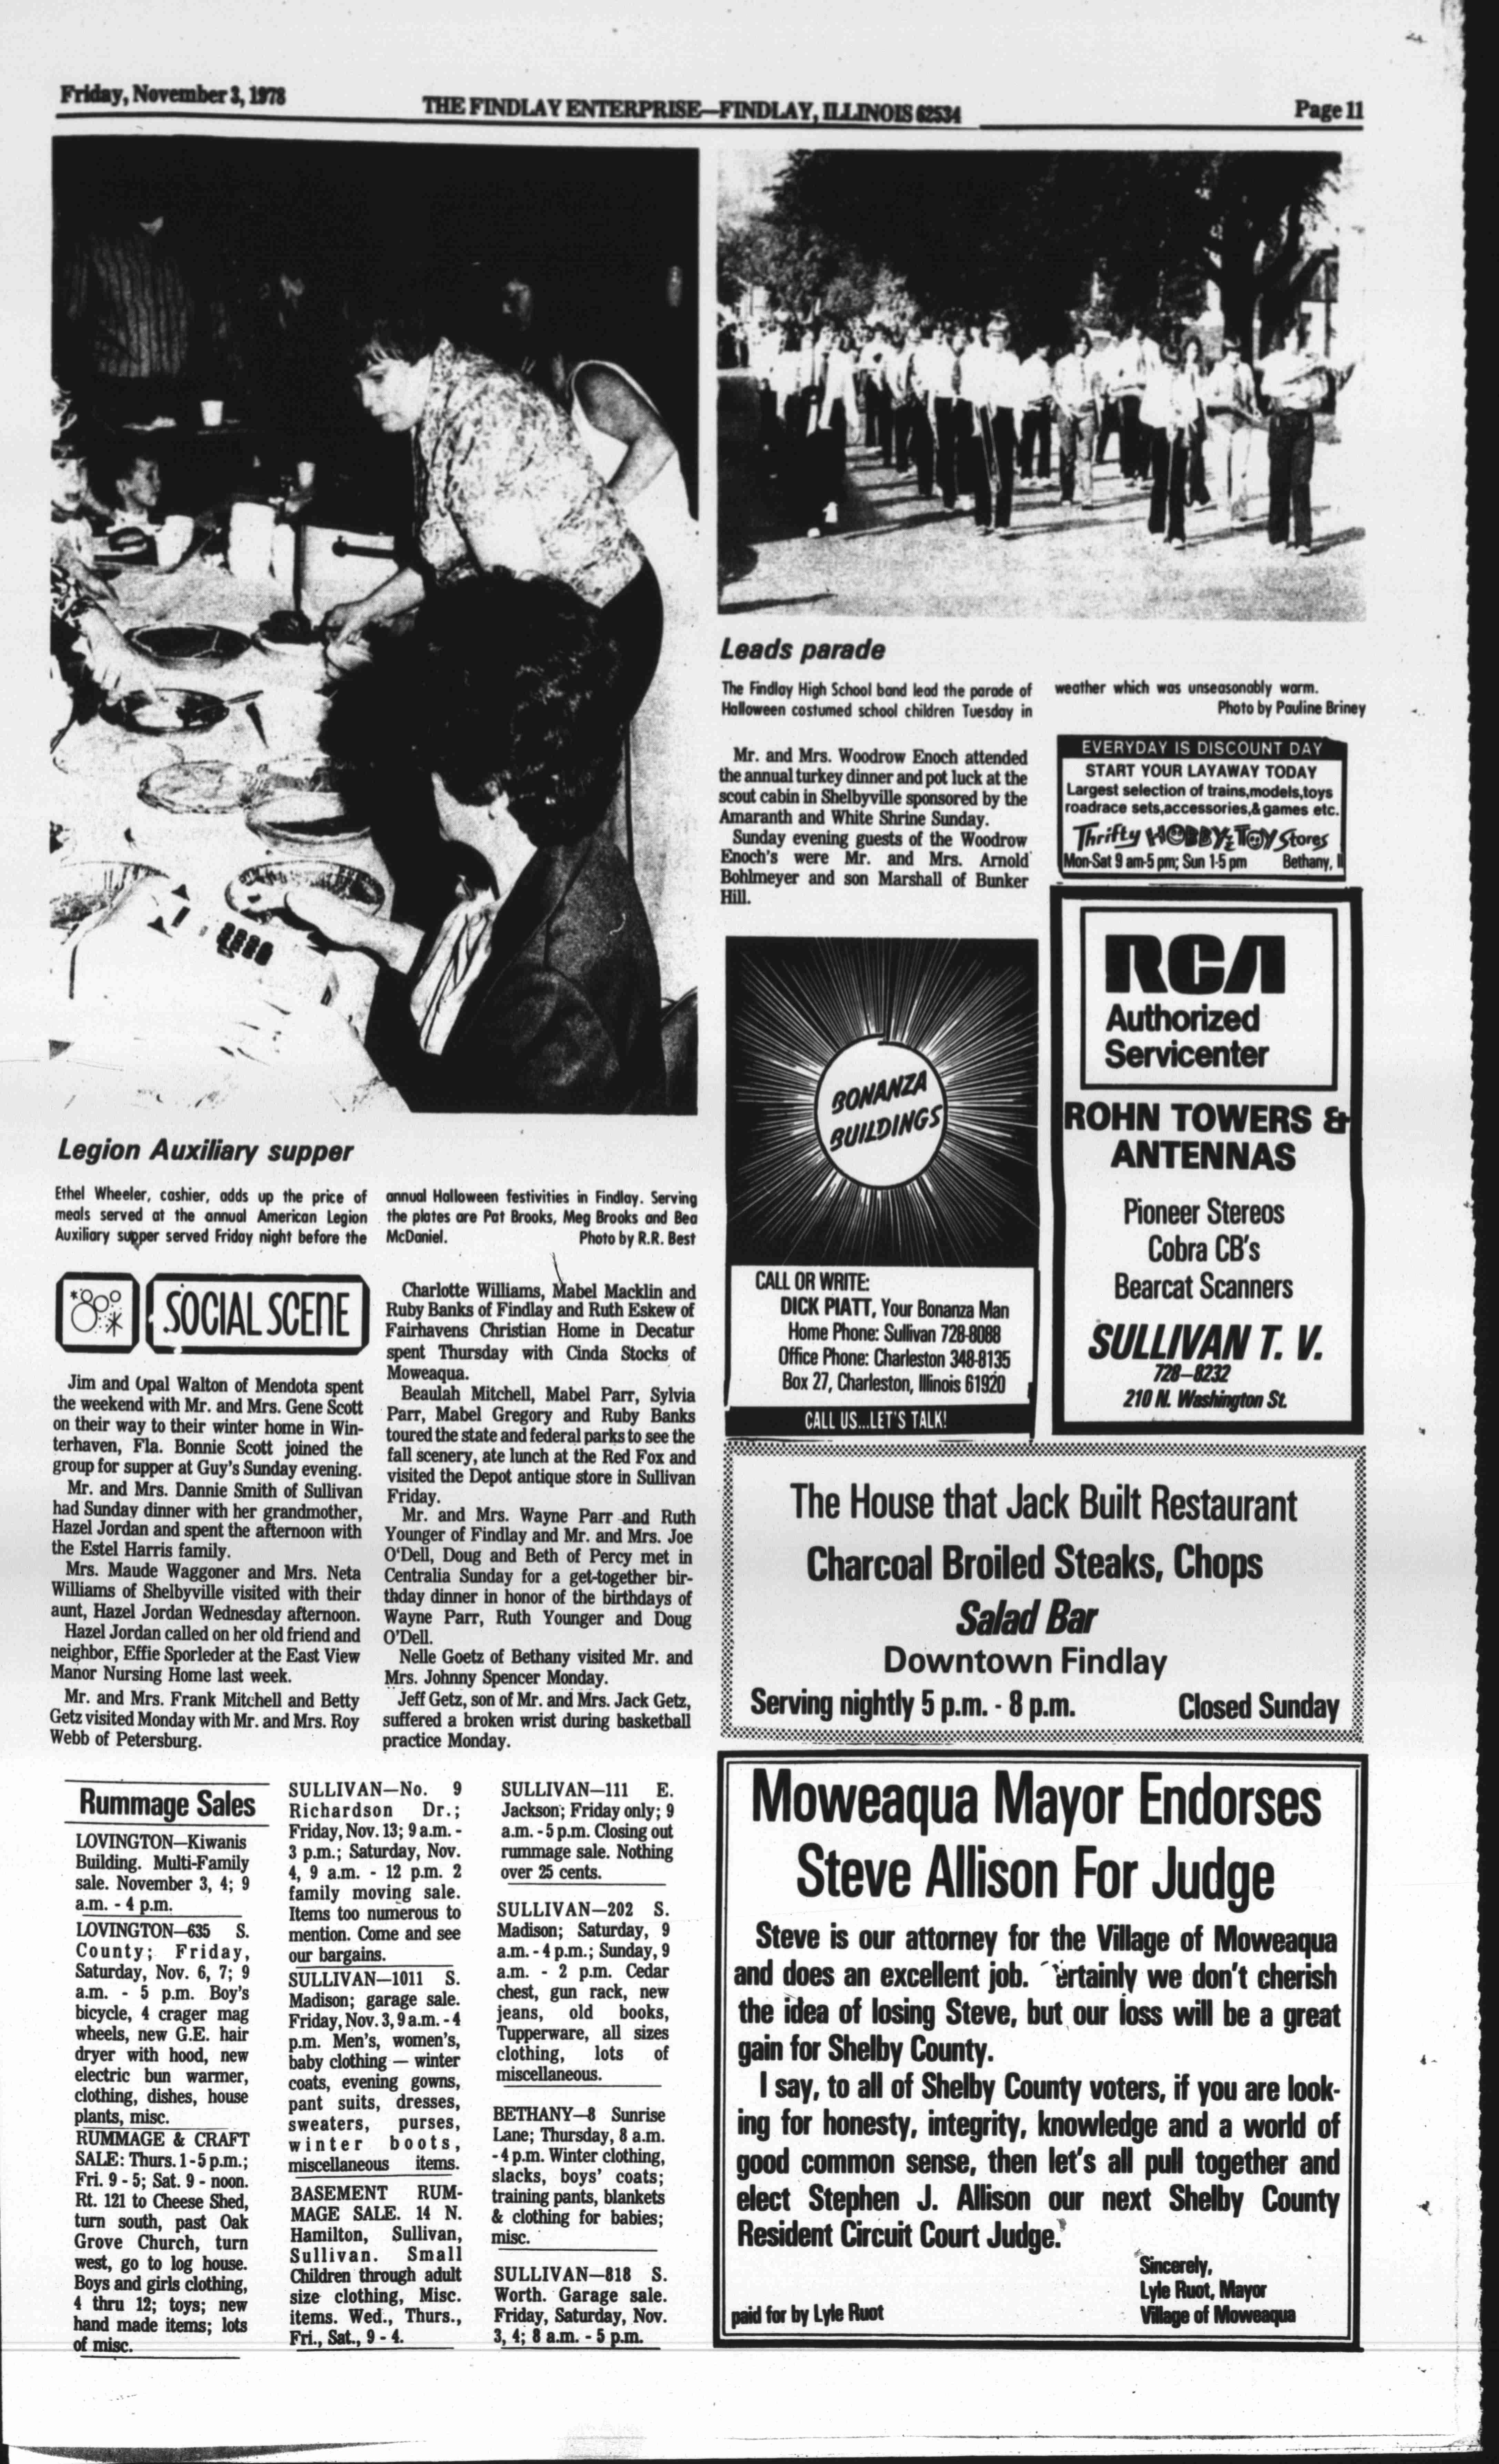 Friday, November 3, 1978
THE FINDLAY ENTERPRISE—FINDLAY, ILLINOIS 62534
Page 11
Legion Auxiliary supper
Ethel Wheeler, cashier, adds up the price of
meals served at the annual American Legion
Auxiliary supper served Friday night before the
annual Halloween festivities in Findlay. Serving
the plates are Pat Brooks, Meg Brooks and Bea
McDaniel.
Photo by R.R. Best
Leads parade
The Findlay High School band lead the parade of
Halloween costumed school children Tuesday in
weather which was unseasonably warm.
Photo by Pauline Briney
SOCIAL SCENE
Jim and Opal Walton of Mendota spent
the weekend with Mr. and Mrs. Gene Scott
on their way to their winter home in Win-
terhaven, Fla. Bonnie Scott joined the
group for supper at Guy's Sunday evening.
Mr. and Mrs. Dannie Smith of Sullivan
had Sunday dinner with her grandmother,
Hazel Jordan and spent the afternoon with
the Estel Harris family.
Mrs. Maude Waggoner and Mrs. Neta
Williams of Shelbyville visited with their
aunt, Hazel Jordan Wednesday afternoon.
Hazel Jordan called on her old friend and
neighbor, Effie Sporleder at the East View
Manor Nursing Home last week.
Mr. and Mrs. Frank Mitchell and Betty
Getz visited Monday with Mr. and Mrs. Roy
Webb of Petersburg.
Charlotte Williams, Mabel Macklin and
Ruby Banks of Findlay and Ruth Eskew of
Fairhavens Christian Home in Decatur
spent Thursday with Cinda Stocks of
Moweaqua.
Beaulah Mitchell, Mabel Parr, Sylvia
Parr, Mabel Gregory and Ruby Banks
toured the state and federal parks to see the
fall scenery, ate lunch at the Red Fox and
visited the Depot antique store in Sullivan
Friday.
Mr. and Mrs. Wayne Parr and Ruth
Younger of Findlay and Mr. and Mrs. Joe
O'Dell, Doug and Beth of Percy met in
Centralia Sunday for a get-together bir-
thday dinner in honor of the birthdays of
Wayne Parr, Ruth Younger and Doug
O'Dell.
Nelle Goetz of Bethany visited Mr. and
Mrs. Johnny Spencer Monday.
Jeff Getz, son of Mr. and Mrs. Jack Getz,
suffered a broken wrist during basketball
practice Monday.
Mr. and Mrs. Woodrow Enoch attended
the annual turkey dinner and pot luck at the
scout cabin in Shelbyville sponsored by the
Amaranth and White Shrine Sunday.
Sunday evening guests of the Woodrow
Enoch's were Mr. and Mrs. Arnold
Bohlmeyer and son Marshall of Bunker
Hill.
EVERYDAY IS DISCOUNT DAY
START YOUR LAYAWAY TODAY
Largest selection of trains,models,toys
roadrace sets,accessories,& games etc.
Thrifty HOBBY & TOY Stores
Mon-Sat 9 am-5 pm; Sun 1-5 pm Bethany, Il
BONANZA
BUILDINGS
CALL OR WRITE:
DICK PIATT, Your Bonanza Man
Home Phone: Sullivan 728-8088
Office Phone: Charleston 348-8135
Box 27, Charleston, Illinois 61920
CALL US...LET'S TALK!
RCA
Authorized
Servicenter
ROHN TOWERS &
ANTENNAS
Pioneer Stereos
Cobra CB's
Bearcat Scanners
SULLIVAN T. V.
728-8232
210 N. Washington St.
The House that Jack Built Restaurant
Charcoal Broiled Steaks, Chops
Salad Bar
Downtown Findlay
Serving nightly 5 p.m. - 8 p.m. Closed Sunday
Rummage Sales
LOVINGTON—Kiwanis
Building. Multi-Family
sale. November 3, 4; 9
a.m. - 4 p.m.
LOVINGTON—635 S.
County; Friday,
Saturday, Nov. 6, 7; 9
a.m. - 5 p.m. Boy's
bicycle, 4 crager mag
wheels, new G.E. hair
dryer with hood, new
electric bun warmer,
clothing, dishes, house
plants, misc.
RUMMAGE & CRAFT
SALE: Thurs. 1 - 5 p.m.;
Fri. 9 - 5; Sat. 9 - noon.
Rt. 121 to Cheese Shed,
turn south, past Oak
Grove Church, turn
west, go to log house.
Boys and girls clothing,
4 thru 12; toys; new
hand made items; lots
of misc.
SULLIVAN—No. 9
Richardson Dr.;
Friday, Nov. 13; 9 a.m. -
3 p.m.; Saturday, Nov.
4, 9 a.m. - 12 p.m. 2
family moving sale.
Items too numerous to
mention. Come and see
our bargains.
SULLIVAN—1011 S.
Madison; garage sale.
Friday, Nov. 3, 9 a.m. - 4
p.m. Men's, women's,
baby clothing — winter
coats, evening gowns,
pant suits, dresses,
sweaters, purses,
winter boots,
miscellaneous items.
BASEMENT RUM-
MAGE SALE. 14 N.
Hamilton, Sullivan,
Sullivan. Small
Children through adult
size clothing, Misc.
items. Wed., Thurs.,
Fri., Sat., 9 - 4.
SULLIVAN—111 E.
Jackson; Friday only; 9
a.m. - 5 p.m. Closing out
rummage sale. Nothing
over 25 cents.
SULLIVAN—202 S.
Madison; Saturday, 9
a.m. - 4 p.m.; Sunday, 9
a.m. - 2 p.m. Cedar
chest, gun rack, new
jeans, old books,
Tupperware, all sizes
clothing, lots of
miscellaneous.
BETHANY—8 Sunrise
Lane; Thursday, 8 a.m.
- 4 p.m. Winter clothing,
slacks, boys' coats;
training pants, blankets
& clothing for babies;
misc.
SULLIVAN—818 S.
Worth. Garage sale.
Friday, Saturday, Nov.
3, 4; 8 a.m. - 5 p.m.
Moweaqua Mayor Endorses
Steve Allison For Judge
Steve is our attorney for the Village of Moweaqua
and does an excellent job. ertainly we don't cherish
the idea of losing Steve, but our loss will be a great
gain for Shelby County.
I say, to all of Shelby County voters, if you are look-
ing for honesty, integrity, knowledge and a world of
good common sense, then let's all pull together and
elect Stephen J. Allison our next Shelby County
Resident Circuit Court Judge.
Sincerely,
Lyle Ruot, Mayor
Village of Moweaqua
paid for by Lyle Ruot